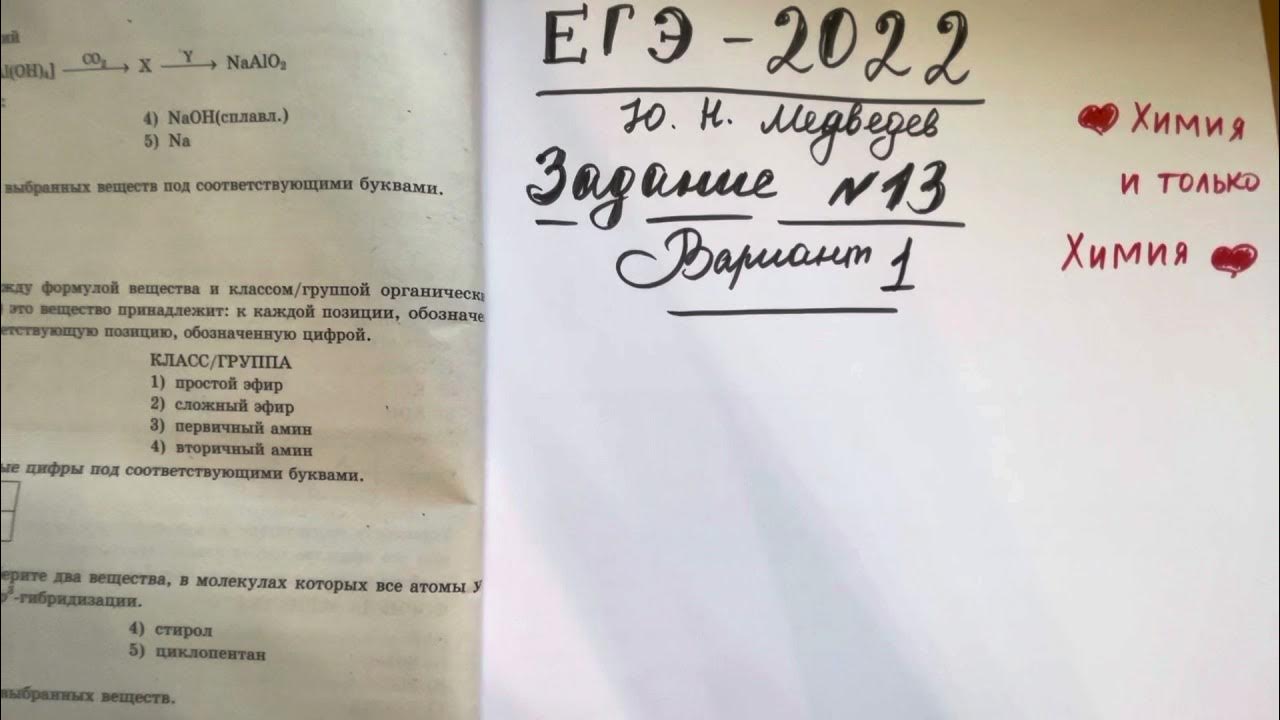 ий
l(OH)₄] —CO₂→ X —Y→ NaAlO₂
4) NaOH(сплавл.)
5) Na
выбранных веществ под соответствующими буквами.
жду формулой вещества и классом/группой органическ
это вещество принадлежит: к каждой позиции, обозначе
етствующую позицию, обозначенную цифрой.
КЛАСС/ГРУППА
1) простой эфир
2) сложный эфир
3) первичный амин
4) вторичный амин
ые цифры под соответствующими буквами.
ерите два вещества, в молекулах которых все атомы у
³-гибридизации.
4) стирол
5) циклопентан
выбранных веществ.
ЕГЭ - 2022
Ю. Н. Медведев
Задание №13
Вариант 1
Химия
и только
Химия